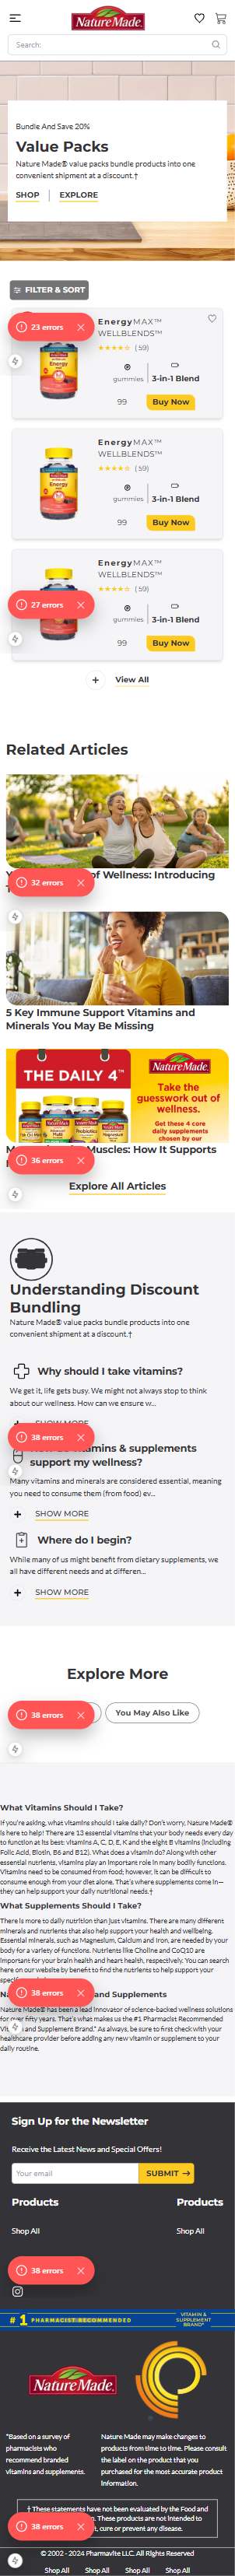 Nature Made
Search:
Bundle And Save 20%
Value Packs
Nature Made® value packs bundle products into one
convenient shipment at a discount.†
SHOP
EXPLORE
FILTER & SORT
23 errors
EnergyMAX™
WELLBLENDS™
(59)
gummies
3-in-1 Blend
99
Buy Now
EnergyMAX™
WELLBLENDS™
(59)
gummies
3-in-1 Blend
99
Buy Now
EnergyMAX™
WELLBLENDS™
27 errors
(59)
gummies
3-in-1 Blend
99
Buy Now
+ View All
Related Articles
of Wellness: Introducing
32 errors
5 Key Immune Support Vitamins and
Minerals You May Be Missing
THE DAILY 4™
Nature Made
Take the
guesswork out of
wellness.
Get these 4 core
daily supplements
chosen by our
Muscles: How It Supports
36 errors
Explore All Articles
Understanding Discount
Bundling
Nature Made® value packs bundle products into one
convenient shipment at a discount.†
Why should I take vitamins?
We get it, life gets busy. We might not always stop to think
about our wellness. How can we ensure w...
SHOW MORE
38 errors
vitamins & supplements
support my wellness?
Many vitamins and minerals are considered essential, meaning
you need to consume them (from food) ev...
+ SHOW MORE
Where do I begin?
While many of us might benefit from dietary supplements, we
all have different needs and at differen...
+ SHOW MORE
Explore More
38 errors
You May Also Like
What Vitamins Should I Take?
If you're asking, what vitamins should I take daily? Don't worry, Nature Made®
is here to help! There are 13 essential vitamins that your body needs every day
to function at its best: vitamins A, C, D, E, K and the eight B vitamins (including
Folic Acid, Biotin, B6 and B12). What does a vitamin do? Along with other
essential nutrients, vitamins play an important role in many bodily functions.
Vitamins need to be consumed from food; however, it can be difficult to
consume enough from your diet alone. That's where supplements come in—
they can help support your daily nutritional needs.†
What Supplements Should I Take?
There is more to daily nutrition than just vitamins. There are many different
minerals and nutrients that also help support your health and wellbeing.
Essential minerals, such as Magnesium, Calcium and Iron, are needed by your
body for a variety of functions. Nutrients like Choline and CoQ10 are
important for your brain health and heart health, respectively. You can search
here on our website by benefit to find the nutrients to help support your
38 errors
and Supplements
Nature Made® has been a lead innovator of science-backed wellness solutions
for over fifty years. That's what makes us the #1 Pharmacist Recommended
Vitamin and Supplement Brand.* As always, be sure to first check with your
healthcare provider before adding any new vitamin or supplement to your
daily routine.
Sign Up for the Newsletter
Receive the Latest News and Special Offers!
Your email
SUBMIT →
Products
Products
Shop All
Shop All
38 errors
# 1 PHARMACIST RECOMMENDED
VITAMIN &
SUPPLEMENT
BRAND*
Nature Made
*Based on a survey of
pharmacists who
recommend branded
vitamins and supplements.
Nature Made may make changes to
products from time to time. Please consult
the label on the product that you
purchased for the most accurate product
information.
† These statements have not been evaluated by the Food and
These products are not intended to
38 errors
cure or prevent any disease.
© 2002 - 2024 Pharmavite LLC. All Rights Reserved
Shop All
Shop All
Shop All
Shop All